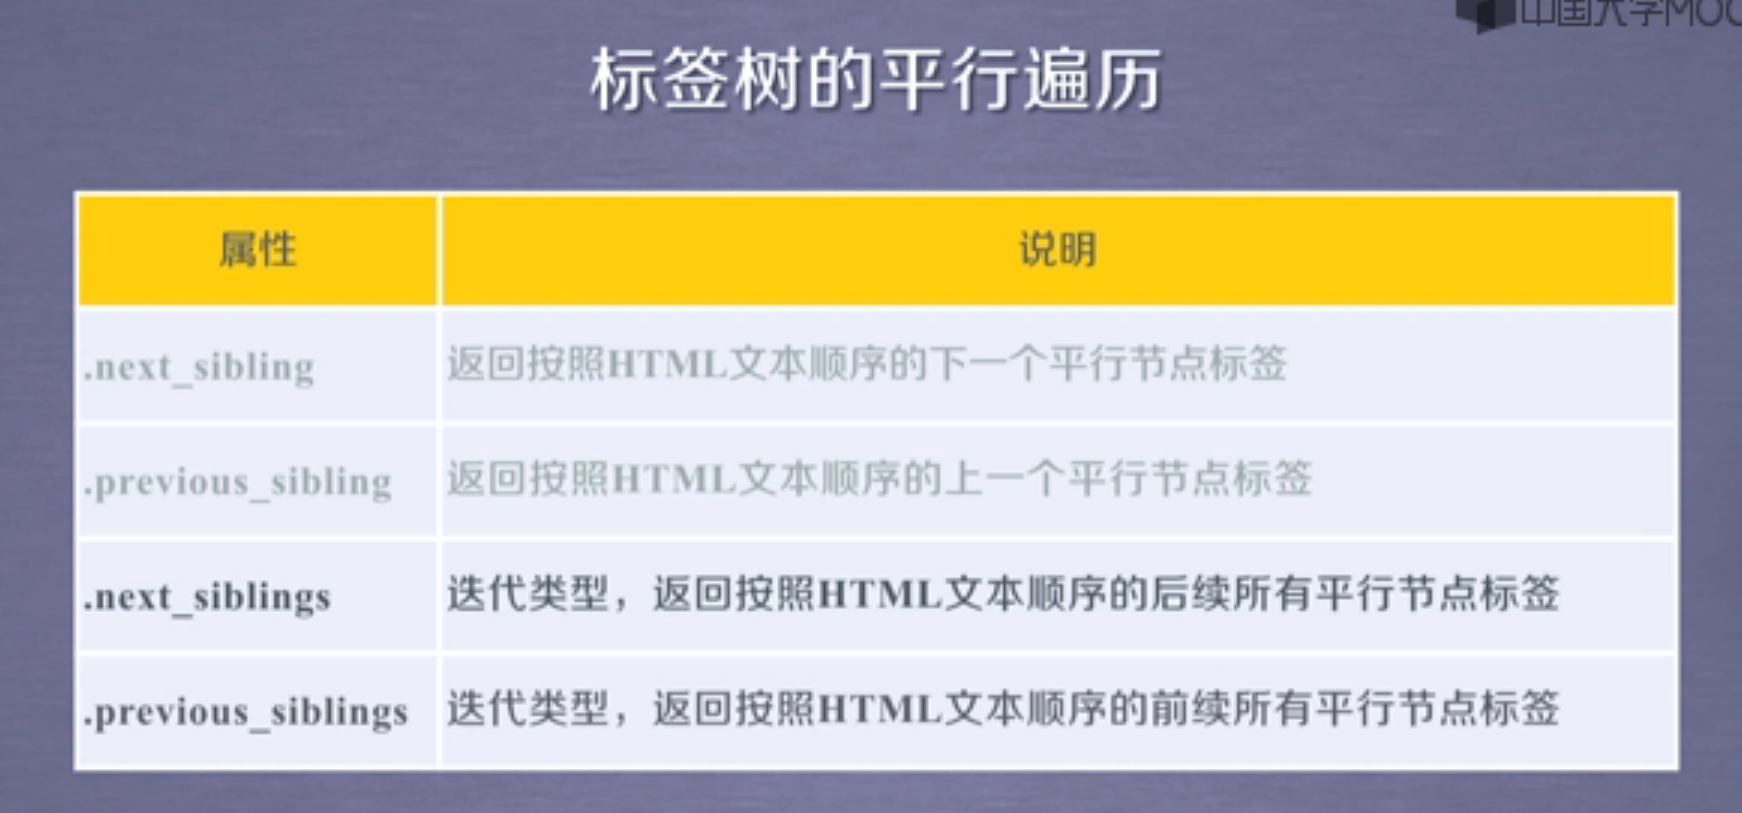 中国大学MOO
标签树的平行遍历
属性
说明
.next_sibling
返回按照HTML文本顺序的下一个平行节点标签
.previous_sibling
返回按照HTML文本顺序的上一个平行节点标签
.next_siblings
迭代类型，返回按照HTML文本顺序的后续所有平行节点标签
.previous_siblings
迭代类型，返回按照HTML文本顺序的前续所有平行节点标签